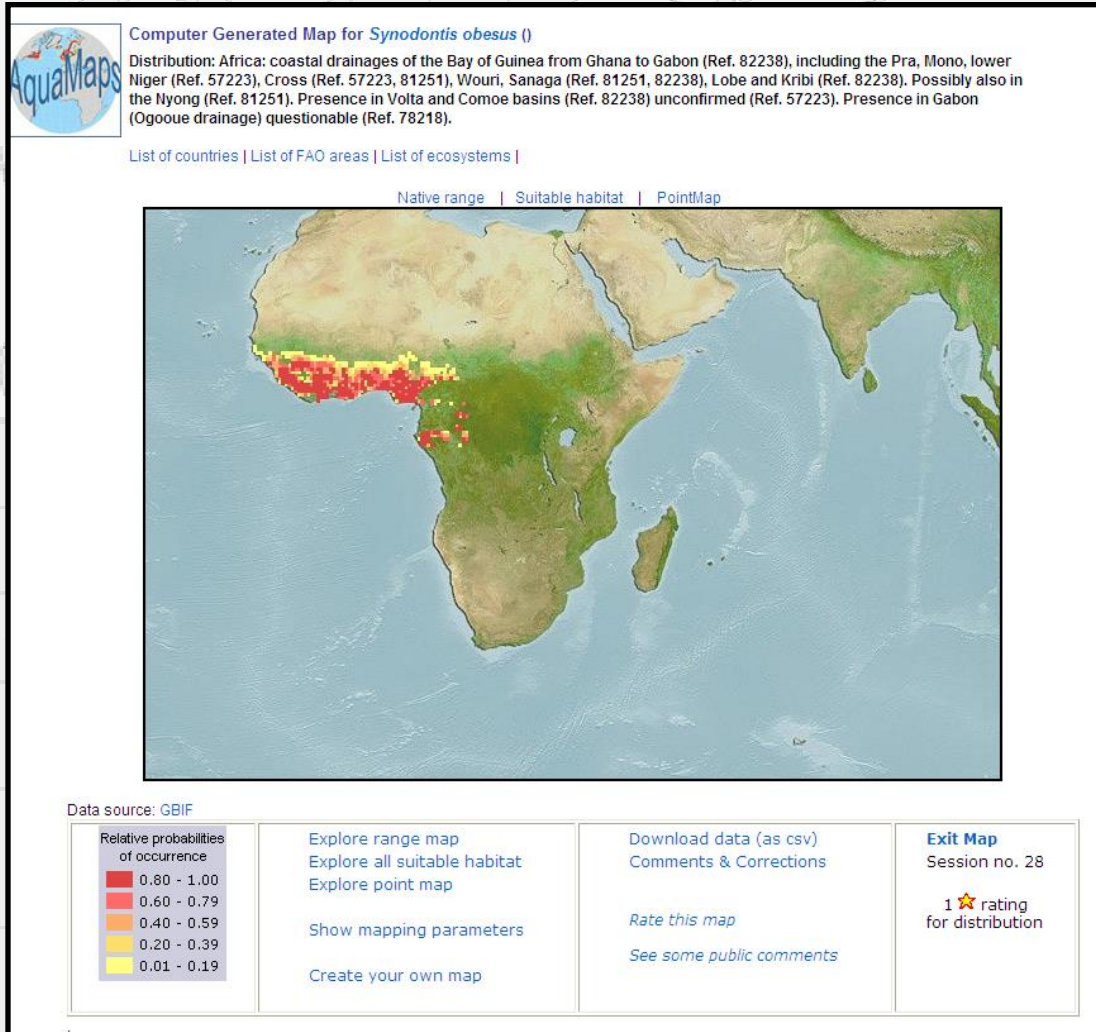 AquaMaps
Computer Generated Map for Synodontis obesus ()
Distribution: Africa: coastal drainages of the Bay of Guinea from Ghana to Gabon (Ref. 82238), including the Pra, Mono, lower
Niger (Ref. 57223), Cross (Ref. 57223, 81251), Wouri, Sanaga (Ref. 81251, 82238), Lobe and Kribi (Ref. 82238). Possibly also in
the Nyong (Ref. 81251). Presence in Volta and Comoe basins (Ref. 82238) unconfirmed (Ref. 57223). Presence in Gabon
(Ogooue drainage) questionable (Ref. 78218).
List of countries | List of FAO areas | List of ecosystems |
Native range | Suitable habitat | PointMap
Data source: GBIF
Relative probabilities
of occurrence
0.80 - 1.00
0.60 - 0.79
0.40 - 0.59
0.20 - 0.39
0.01 - 0.19
Explore range map
Explore all suitable habitat
Explore point map
Show mapping parameters
Create your own map
Download data (as csv)
Comments & Corrections
Rate this map
See some public comments
Exit Map
Session no. 28
1 rating
for distribution